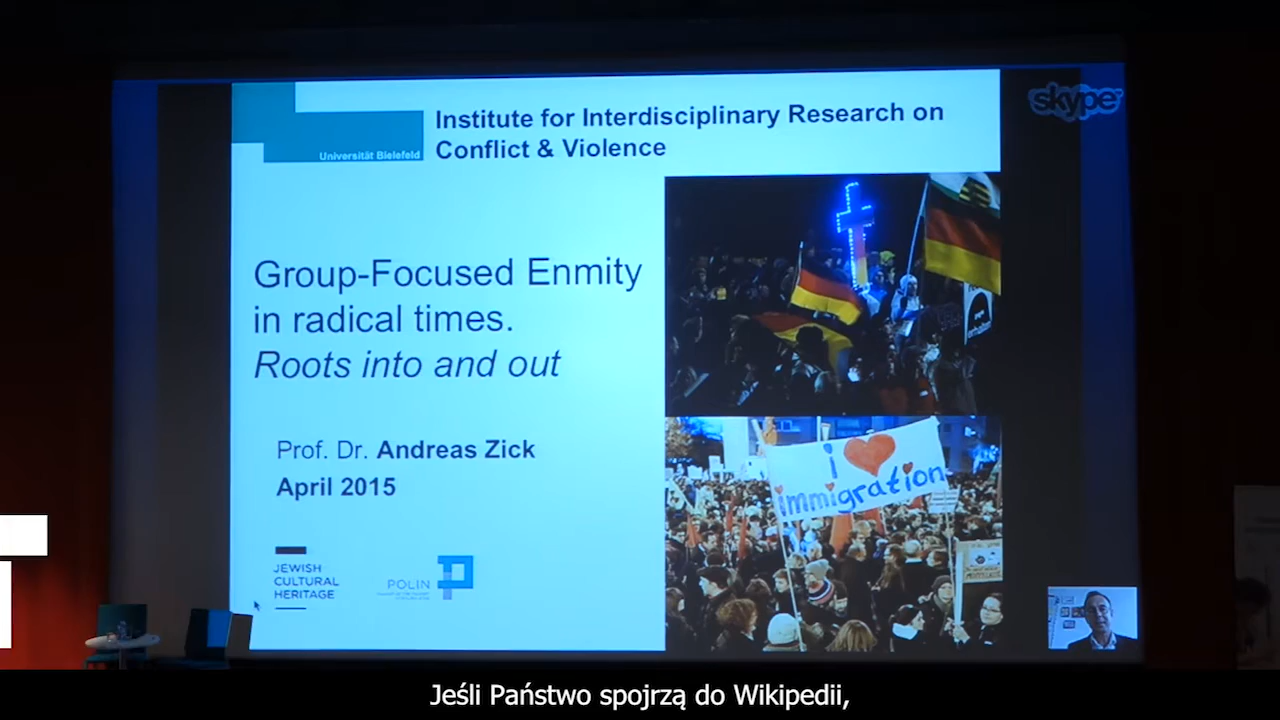 Institute for Interdisciplinary Research on
Conflict & Violence
Universität Bielefeld
skype
Group-Focused Enmity
in radical times.
Roots into and out
Prof. Dr. Andreas Zick
April 2015
JEWISH
CULTURAL
HERITAGE
POLIN
i
immigration
Jeśli Państwo spojrzą do Wikipedii,